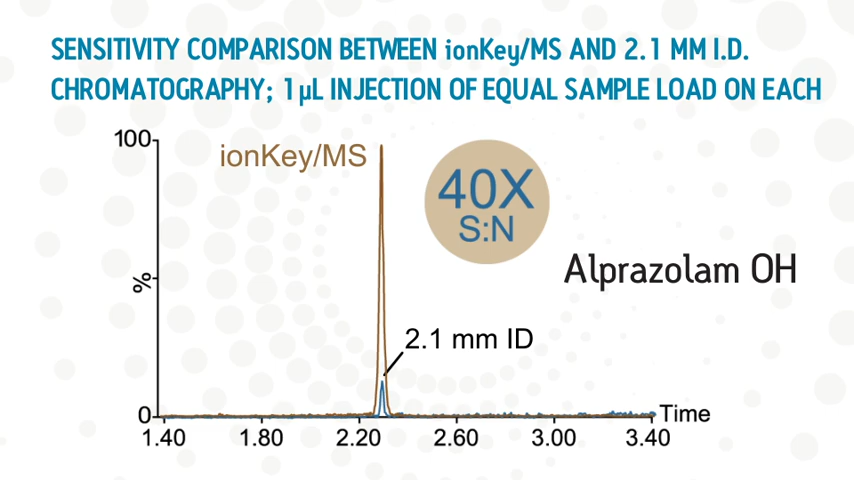 SENSITIVITY COMPARISON BETWEEN ionKey/MS AND 2.1 MM I.D.
CHROMATOGRAPHY; 1µL INJECTION OF EQUAL SAMPLE LOAD ON EACH
100
ionKey/MS
40X
S:N
Alprazolam OH
%
2.1 mm ID
0
Time
1.40 1.80 2.20 2.60 3.00 3.40